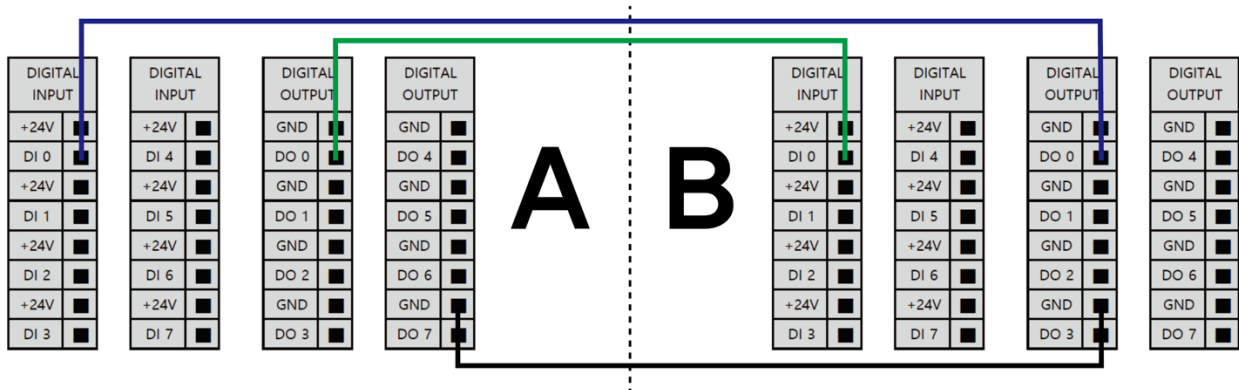 DIGITAL
INPUT
+24V
DI 0
+24V
DI 1
+24V
DI 2
+24V
DI 3
DIGITAL
INPUT
+24V
DI 4
+24V
DI 5
+24V
DI 6
+24V
DI 7
DIGITAL
OUTPUT
GND
DO 0
GND
DO 1
GND
DO 2
GND
DO 3
DIGITAL
OUTPUT
GND
DO 4
GND
DO 5
GND
DO 6
GND
DO 7
A
B
DIGITAL
INPUT
+24V
DI 0
+24V
DI 1
+24V
DI 2
+24V
DI 3
DIGITAL
INPUT
+24V
DI 4
+24V
DI 5
+24V
DI 6
+24V
DI 7
DIGITAL
OUTPUT
GND
DO 0
GND
DO 1
GND
DO 2
GND
DO 3
DIGITAL
OUTPUT
GND
DO 4
GND
DO 5
GND
DO 6
GND
DO 7